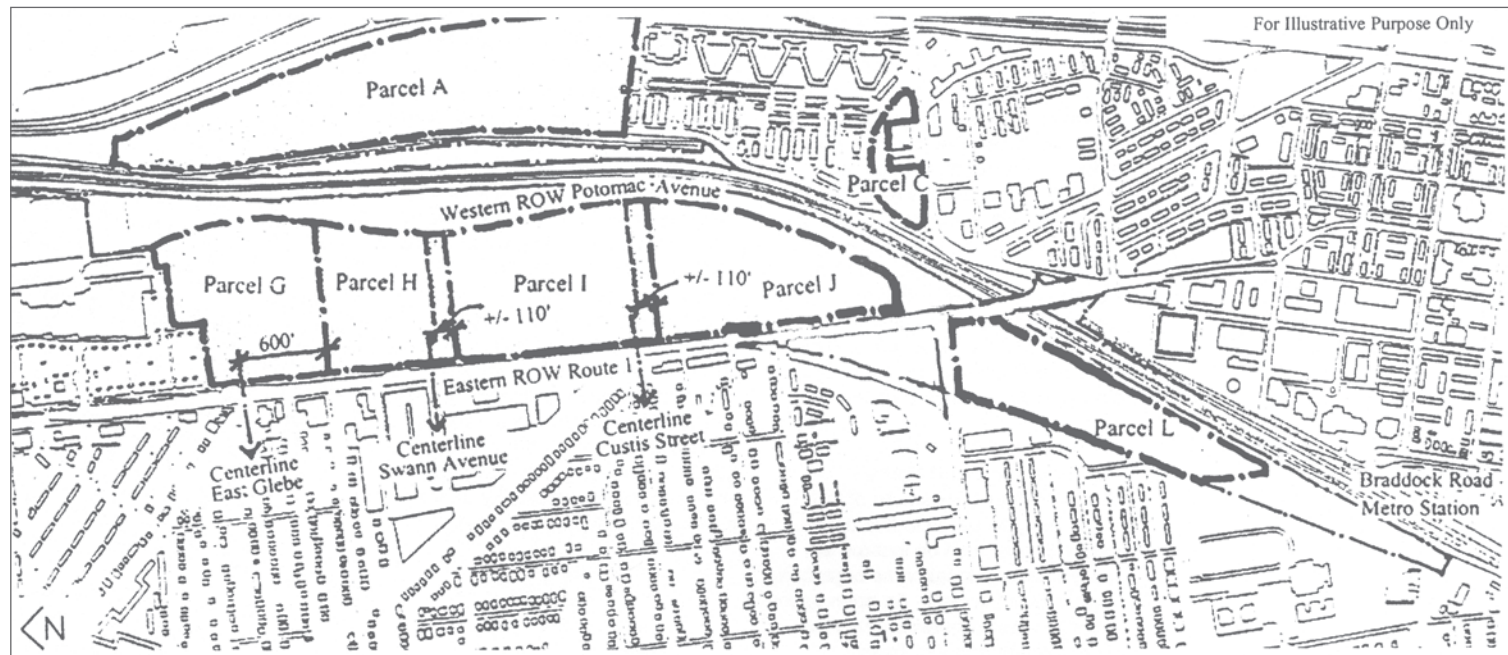 For Illustrative Purpose Only
Parcel A
Parcel C
Western ROW Potomac Avenue
Parcel G
Parcel H
Parcel I
Parcel J
+/- 110'
+/- 110'
600'
Eastern ROW Route 1
Centerline
East Glebe
Centerline
Swann Avenue
Centerline
Custis Street
Parcel L
Braddock Road
Metro Station
N